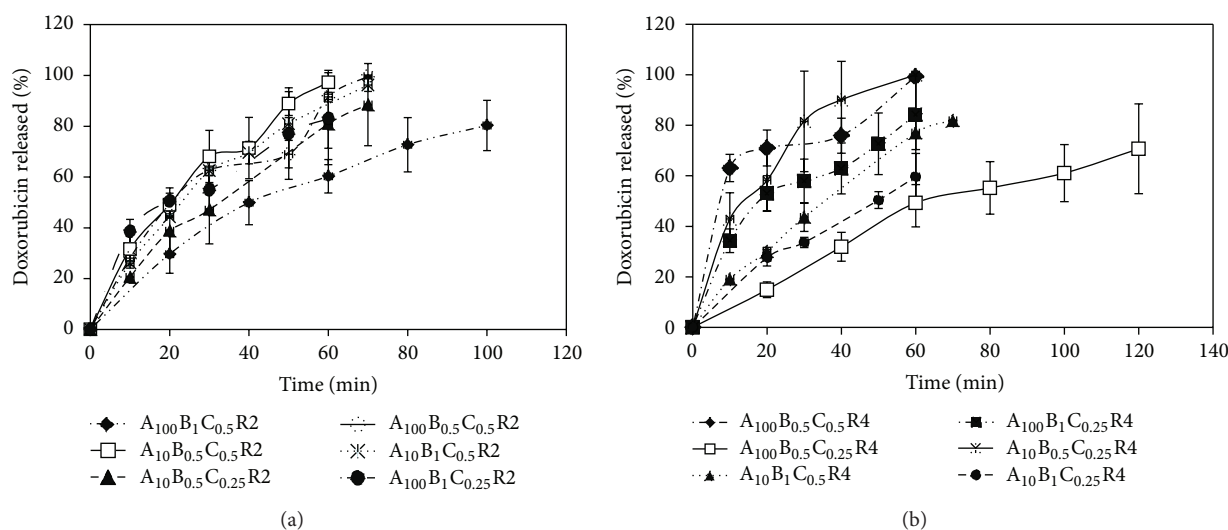 (a)
(b)
Doxorubicin released (%)
120
100
80
60
40
20
0
0 20 40 60 80 100 120
Time (min)
A₁₀₀B₁C₀.₅R2
A₁₀₀B₀.₅C₀.₅R2
A₁₀B₀.₅C₀.₅R2
A₁₀B₁C₀.₅R2
A₁₀B₀.₅C₀.₂₅R2
A₁₀₀B₁C₀.₂₅R2
(a)
Doxorubicin released (%)
120
100
80
60
40
20
0
0 20 40 60 80 100 120 140
Time (min)
A₁₀₀B₀.₅C₀.₅R4
A₁₀₀B₁C₀.₂₅R4
A₁₀₀B₀.₅C₀.₂₅R4
A₁₀B₀.₅C₀.₂₅R4
A₁₀B₁C₀.₅R4
A₁₀B₁C₀.₂₅R4
(b)